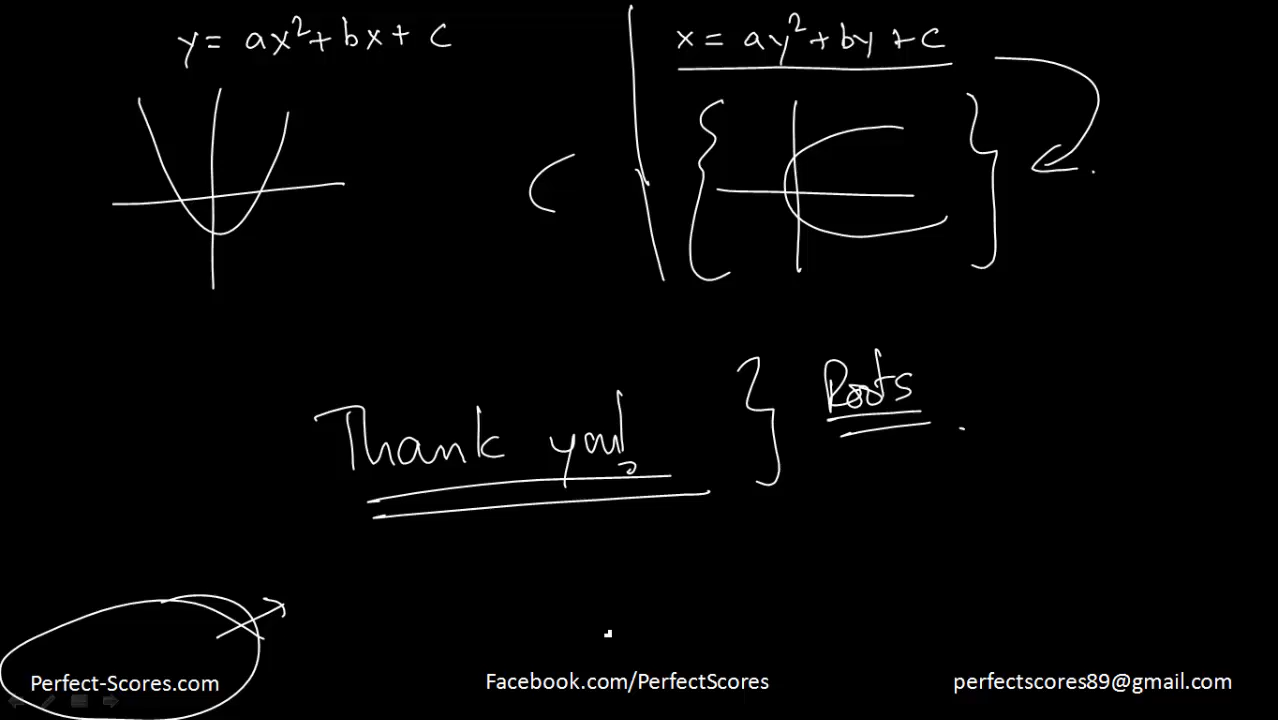 y = ax²+ bx + c
x = ay²+ by + c
Roots
Thank you!
Perfect-Scores.com
Facebook.com/PerfectScores
perfectscores89@gmail.com